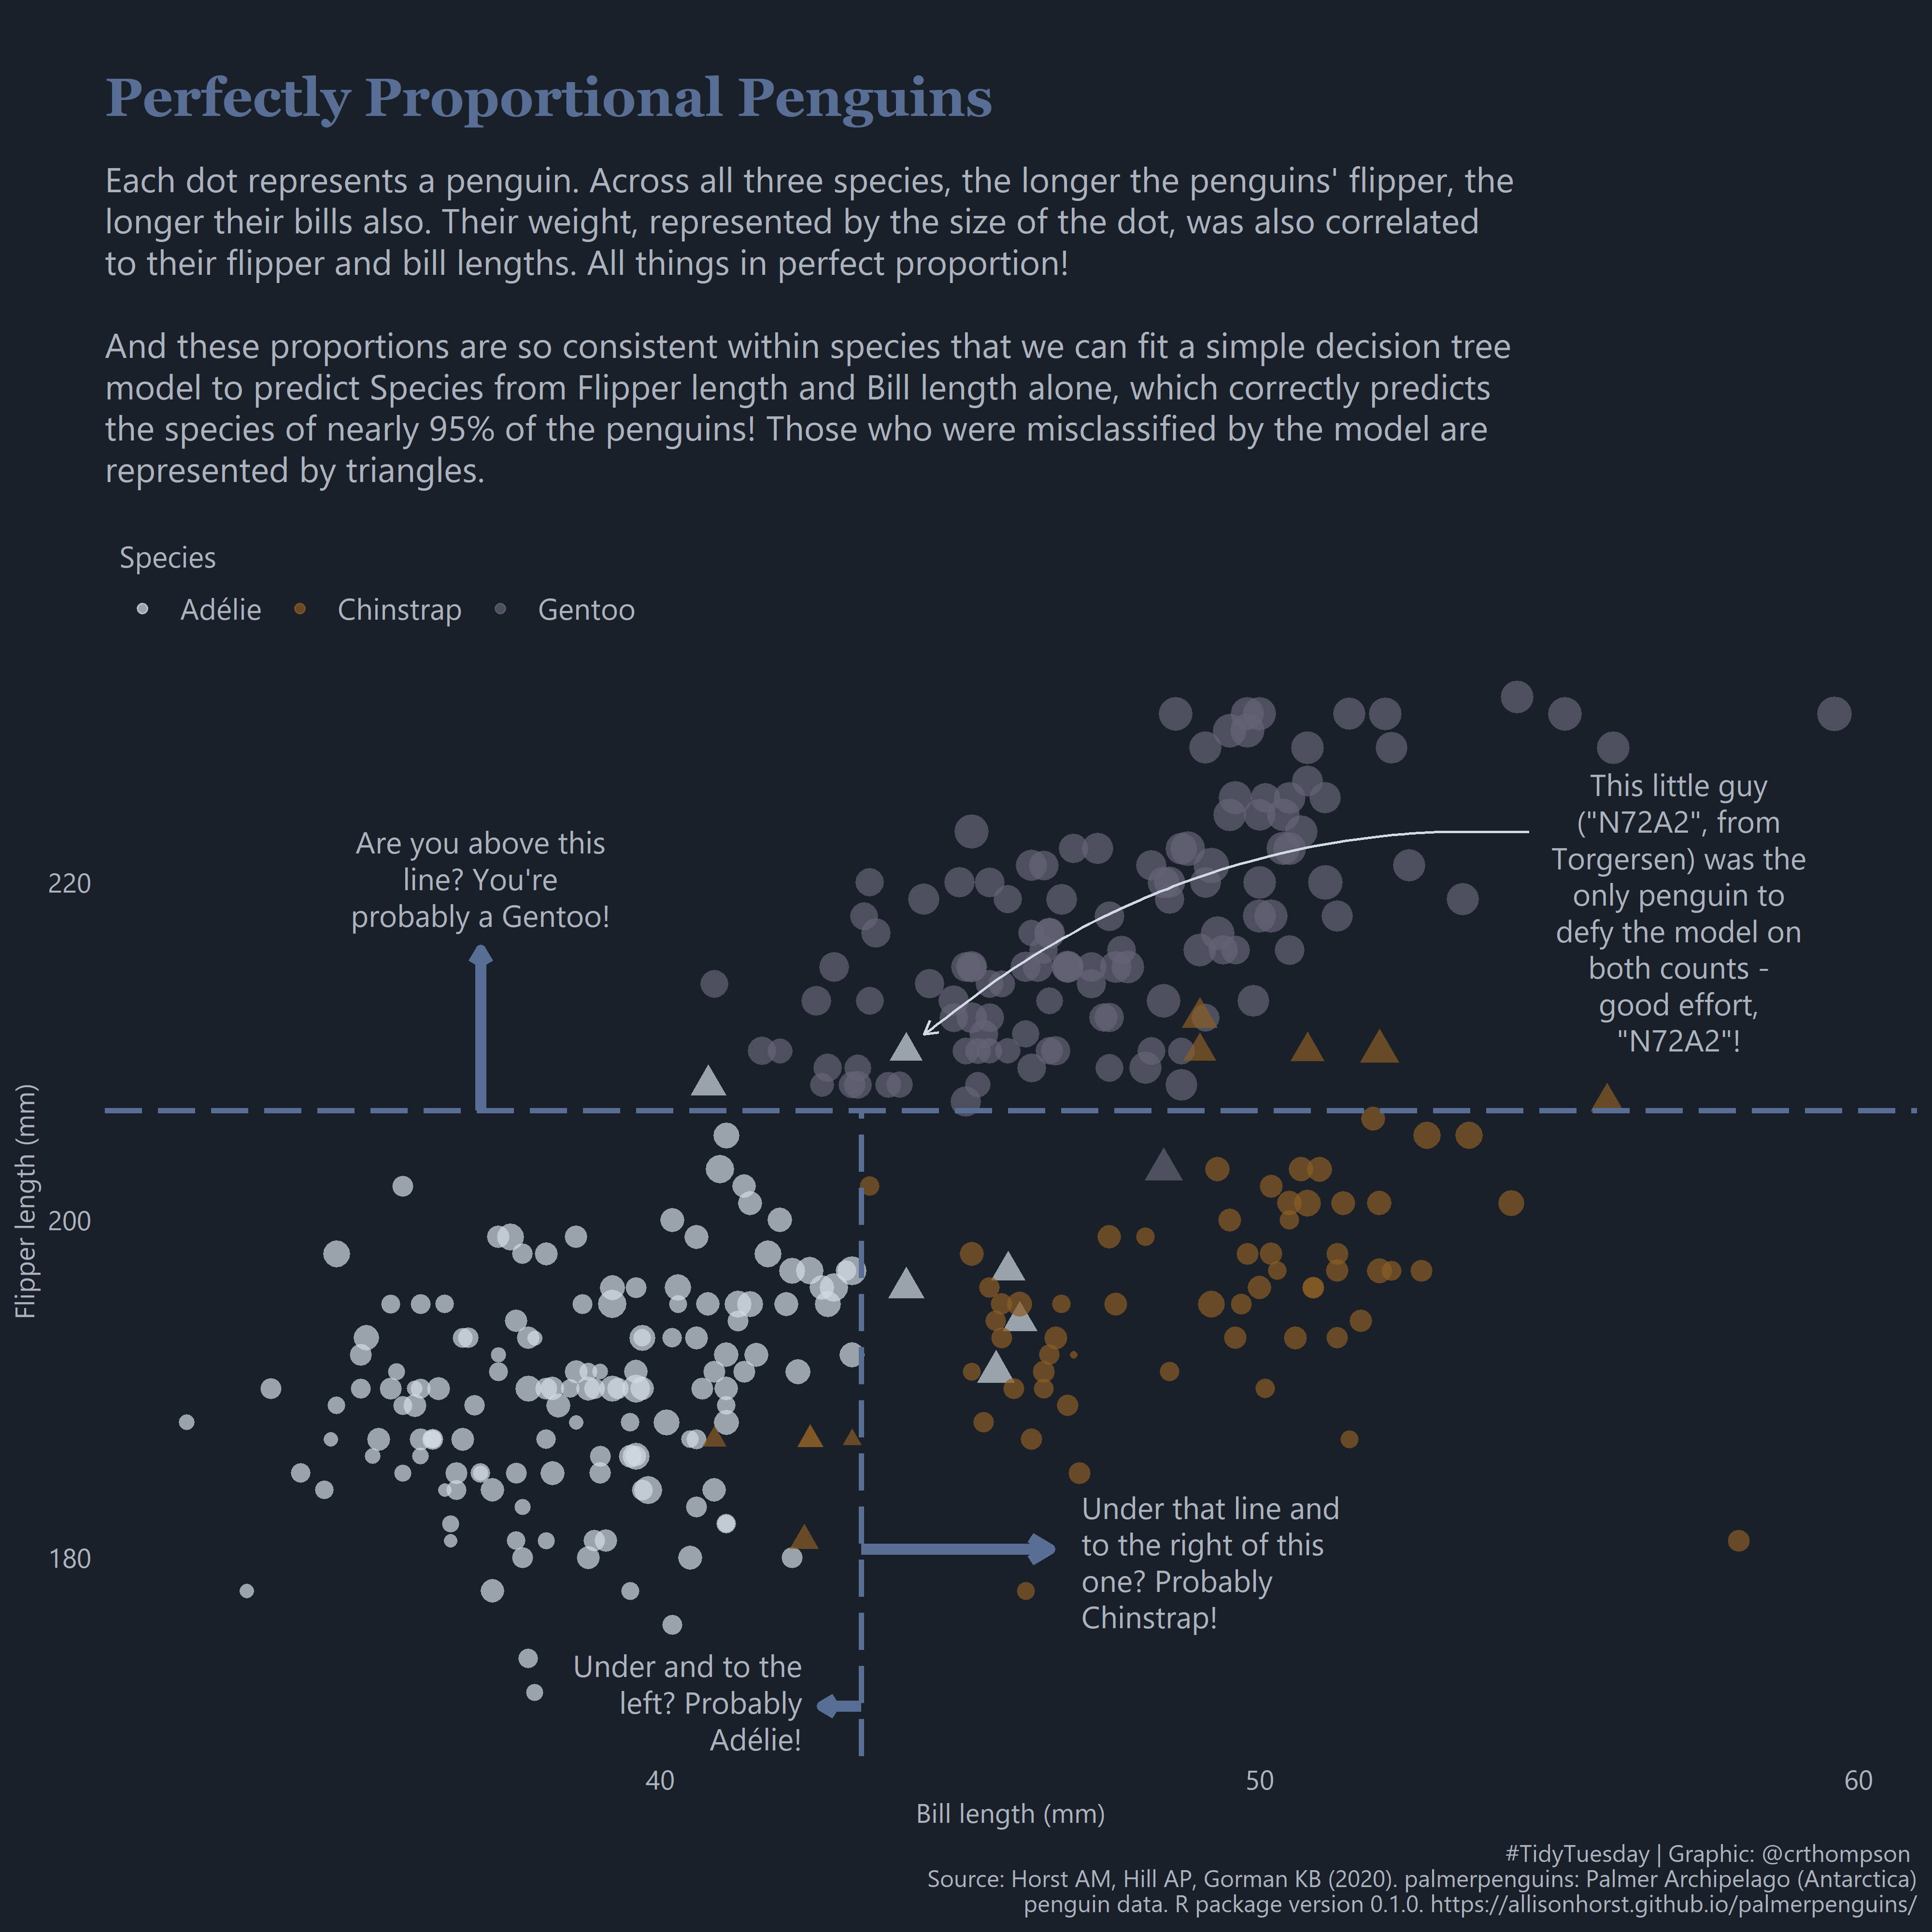 Perfectly Proportional Penguins
Each dot represents a penguin. Across all three species, the longer the penguins' flipper, the
longer their bills also. Their weight, represented by the size of the dot, was also correlated
to their flipper and bill lengths. All things in perfect proportion!
And these proportions are so consistent within species that we can fit a simple decision tree
model to predict Species from Flipper length and Bill length alone, which correctly predicts
the species of nearly 95% of the penguins! Those who were misclassified by the model are
represented by triangles.
Species
Adélie
Chinstrap
Gentoo
This little guy
("N72A2", from
Torgersen) was the
only penguin to
defy the model on
both counts -
good effort,
"N72A2"!
Are you above this
line? You're
probably a Gentoo!
220
200
180
Flipper length (mm)
Under that line and
to the right of this
one? Probably
Chinstrap!
Under and to the
left? Probably
Adélie!
40
50
60
Bill length (mm)
#TidyTuesday | Graphic: @crthompson
Source: Horst AM, Hill AP, Gorman KB (2020). palmerpenguins: Palmer Archipelago (Antarctica)
penguin data. R package version 0.1.0. https://allisonhorst.github.io/palmerpenguins/